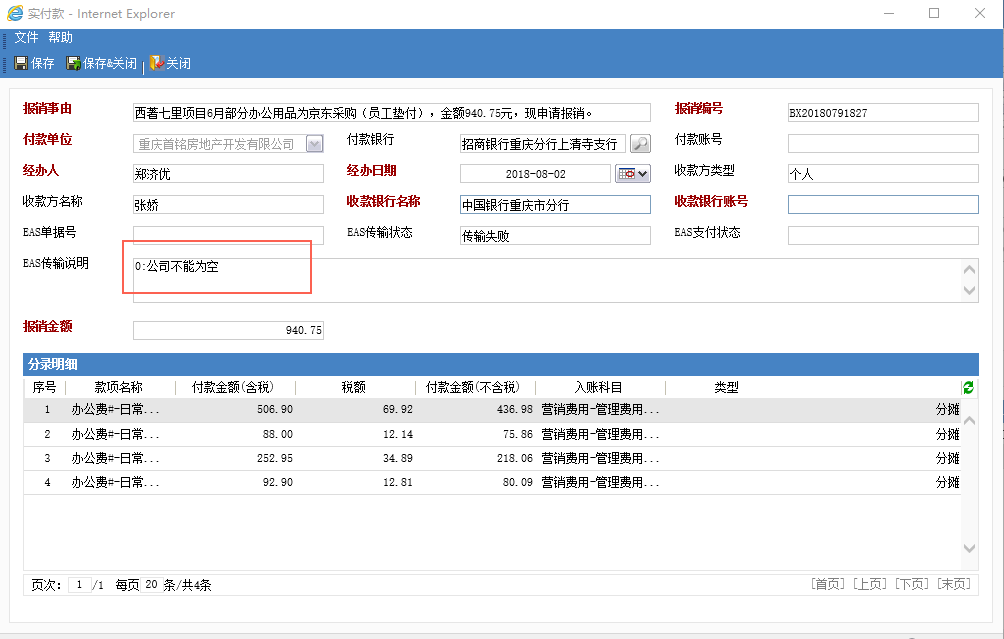 实付款 - Internet Explorer
文件 帮助
保存 保存&关闭 关闭
报销事由 西著七里项目6月部分办公用品为京东采购（员工垫付），金额940.75元，现申请报销。 报销编号 BX20180791827
付款单位 重庆首铭房地产开发有限公司 付款银行 招商银行重庆分行上清寺支行 付款账号
经办人 郑济优 经办日期 2018-08-02 收款方类型 个人
收款方名称 张娇 收款银行名称 中国银行重庆市分行 收款银行账号
EAS单据号 EAS传输状态 传输失败 EAS支付状态
EAS传输说明 0:公司不能为空
报销金额 940.75
分录明细
序号 款项名称 付款金额(含税) 税额 付款金额(不含税) 入账科目 类型
1 办公费#-日常... 506.90 69.92 436.98 营销费用-管理费用... 分摊
2 办公费#-日常... 88.00 12.14 75.86 营销费用-管理费用... 分摊
3 办公费#-日常... 252.95 34.89 218.06 营销费用-管理费用... 分摊
4 办公费#-日常... 92.90 12.81 80.09 营销费用-管理费用... 分摊
页次： 1 /1 每页 20 条/共4条 [首页] [上页] [下页] [末页]